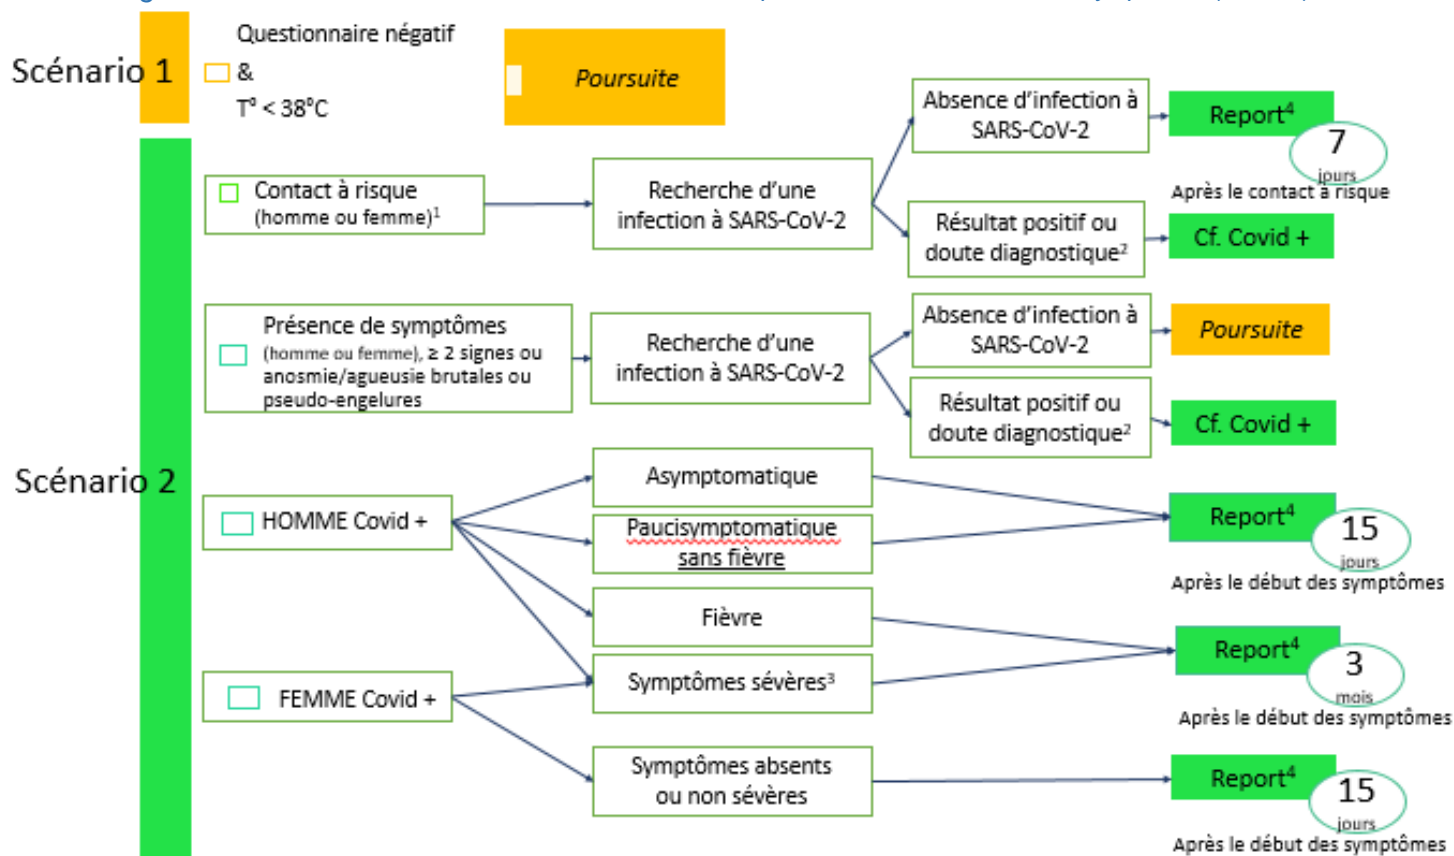 Scénario 1
Questionnaire négatif
&
T° < 38°C
Poursuite
Contact à risque
(homme ou femme)¹
Recherche d'une
infection à SARS-CoV-2
Absence d'infection à
SARS-CoV-2
Report⁴
7
jours
Après le contact à risque
Résultat positif ou
doute diagnostique²
Cf. Covid +
Scénario 2
Présence de symptômes
(homme ou femme), ≥ 2 signes ou
anosmie/agueusie brutales ou
pseudo-engelures
Recherche d'une
infection à SARS-CoV-2
Absence d'infection à
SARS-CoV-2
Poursuite
Résultat positif ou
doute diagnostique²
Cf. Covid +
HOMME Covid +
Asymptomatique
Paucisymptomatique
sans fièvre
Report⁴
15
jours
Après le début des symptômes
Fièvre
Symptômes sévères³
Report⁴
3
mois
Après le début des symptômes
FEMME Covid +
Symptômes absents
ou non sévères
Report⁴
15
jours
Après le début des symptômes